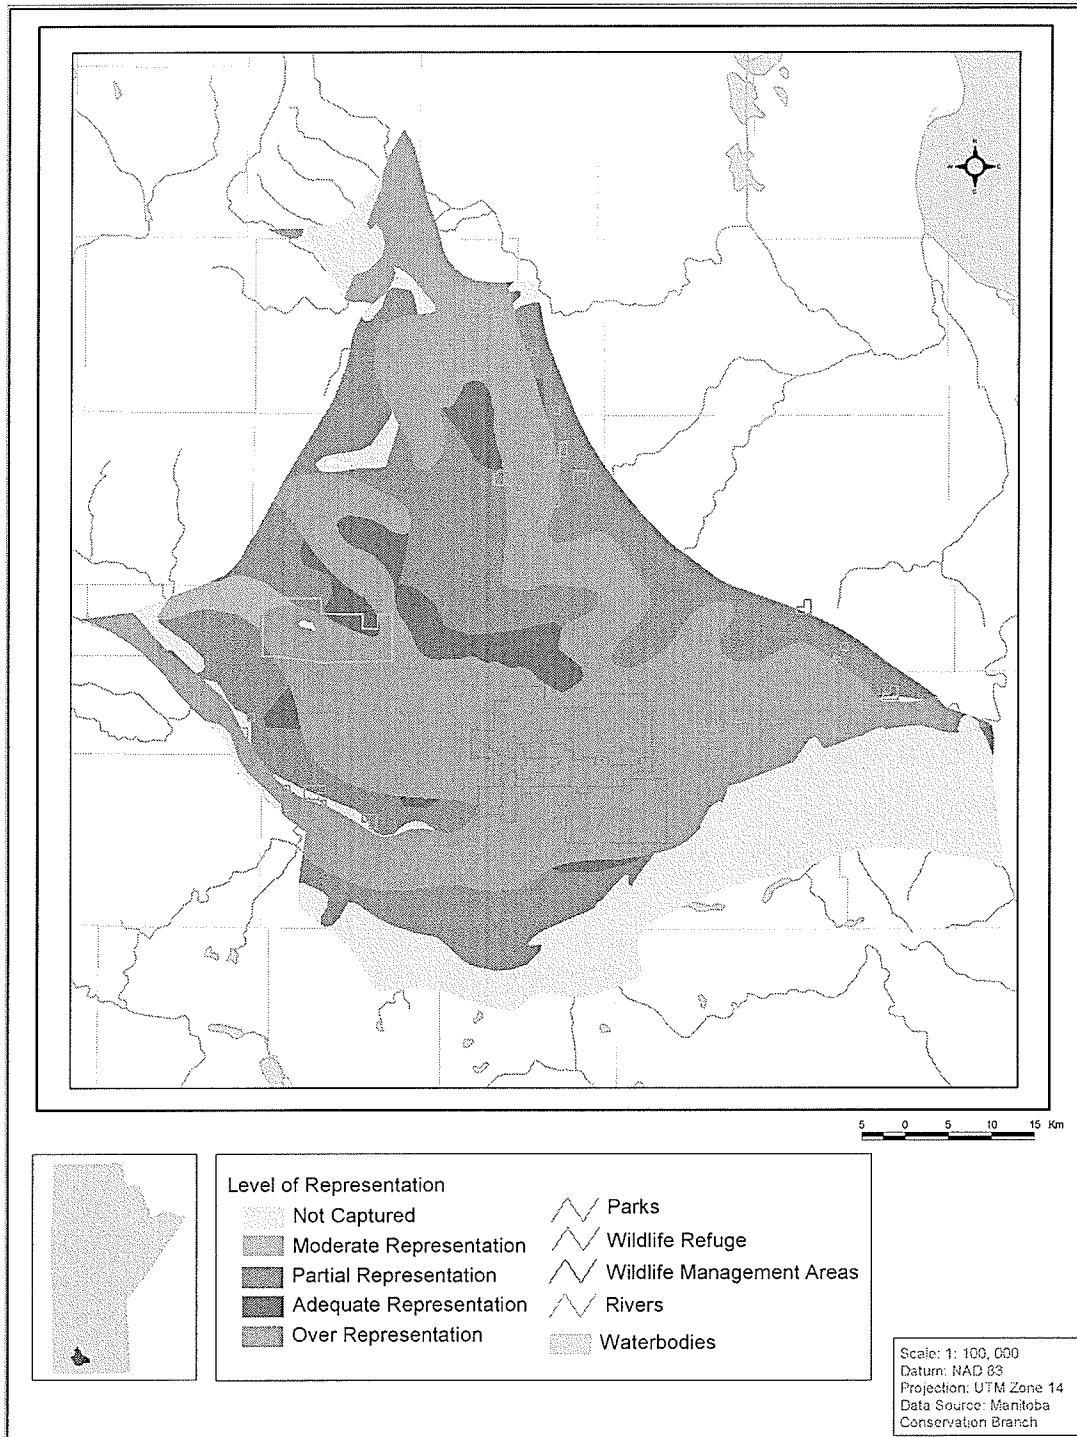 N
W
E
S
5 0 5 10 15 Km
Level of Representation
Not Captured
Moderate Representation
Partial Representation
Adequate Representation
Over Representation
Parks
Wildlife Refuge
Wildlife Management Areas
Rivers
Waterbodies
Scale: 1: 100, 000
Datum: NAD 83
Projection: UTM Zone 14
Data Source: Manitoba
Conservation Branch